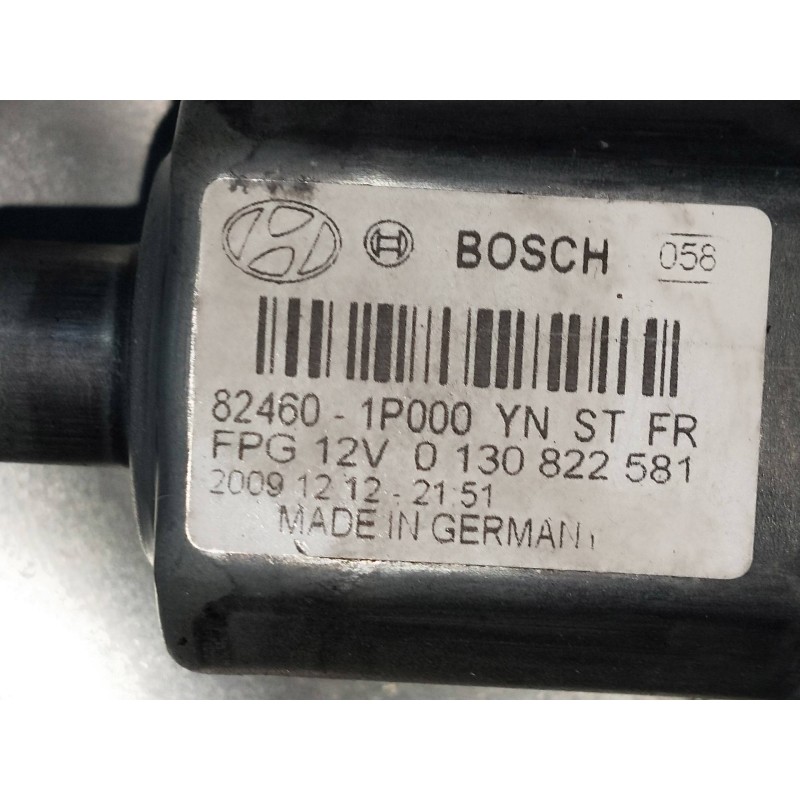 BOSCH 058
82460 - 1P000 YN ST FR
FPG 12V 0 130 822 581
2009 12 12 - 21 51
MADE IN GERMANY